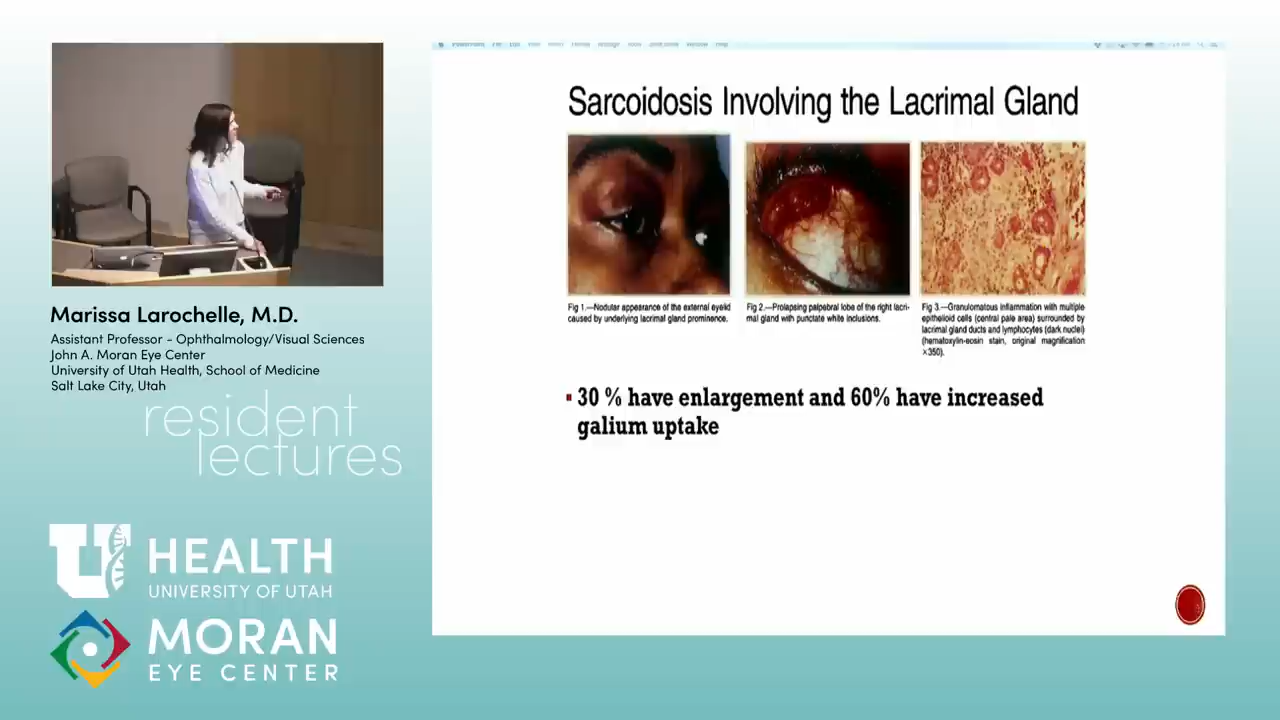 Sarcoidosis Involving the Lacrimal Gland
Fig 1.—Nodular appearance of the external eyelid
caused by underlying lacrimal gland prominence.
Fig 2.—Prolapsing palpebral lobe of the right lacri-
mal gland with punctate white inclusions.
Fig 3.—Granulomatous inflammation with multiple
epithelioid cells (central pale area) surrounded by
lacrimal gland ducts and lymphocytes (dark nuclei)
(hematoxylin-eosin stain, original magnification
×350).
30 % have enlargement and 60% have increased
galium uptake
Marissa Larochelle, M.D.
Assistant Professor - Ophthalmology/Visual Sciences
John A. Moran Eye Center
University of Utah Health, School of Medicine
Salt Lake City, Utah
resident
lectures
U HEALTH
UNIVERSITY OF UTAH
MORAN
EYE CENTER